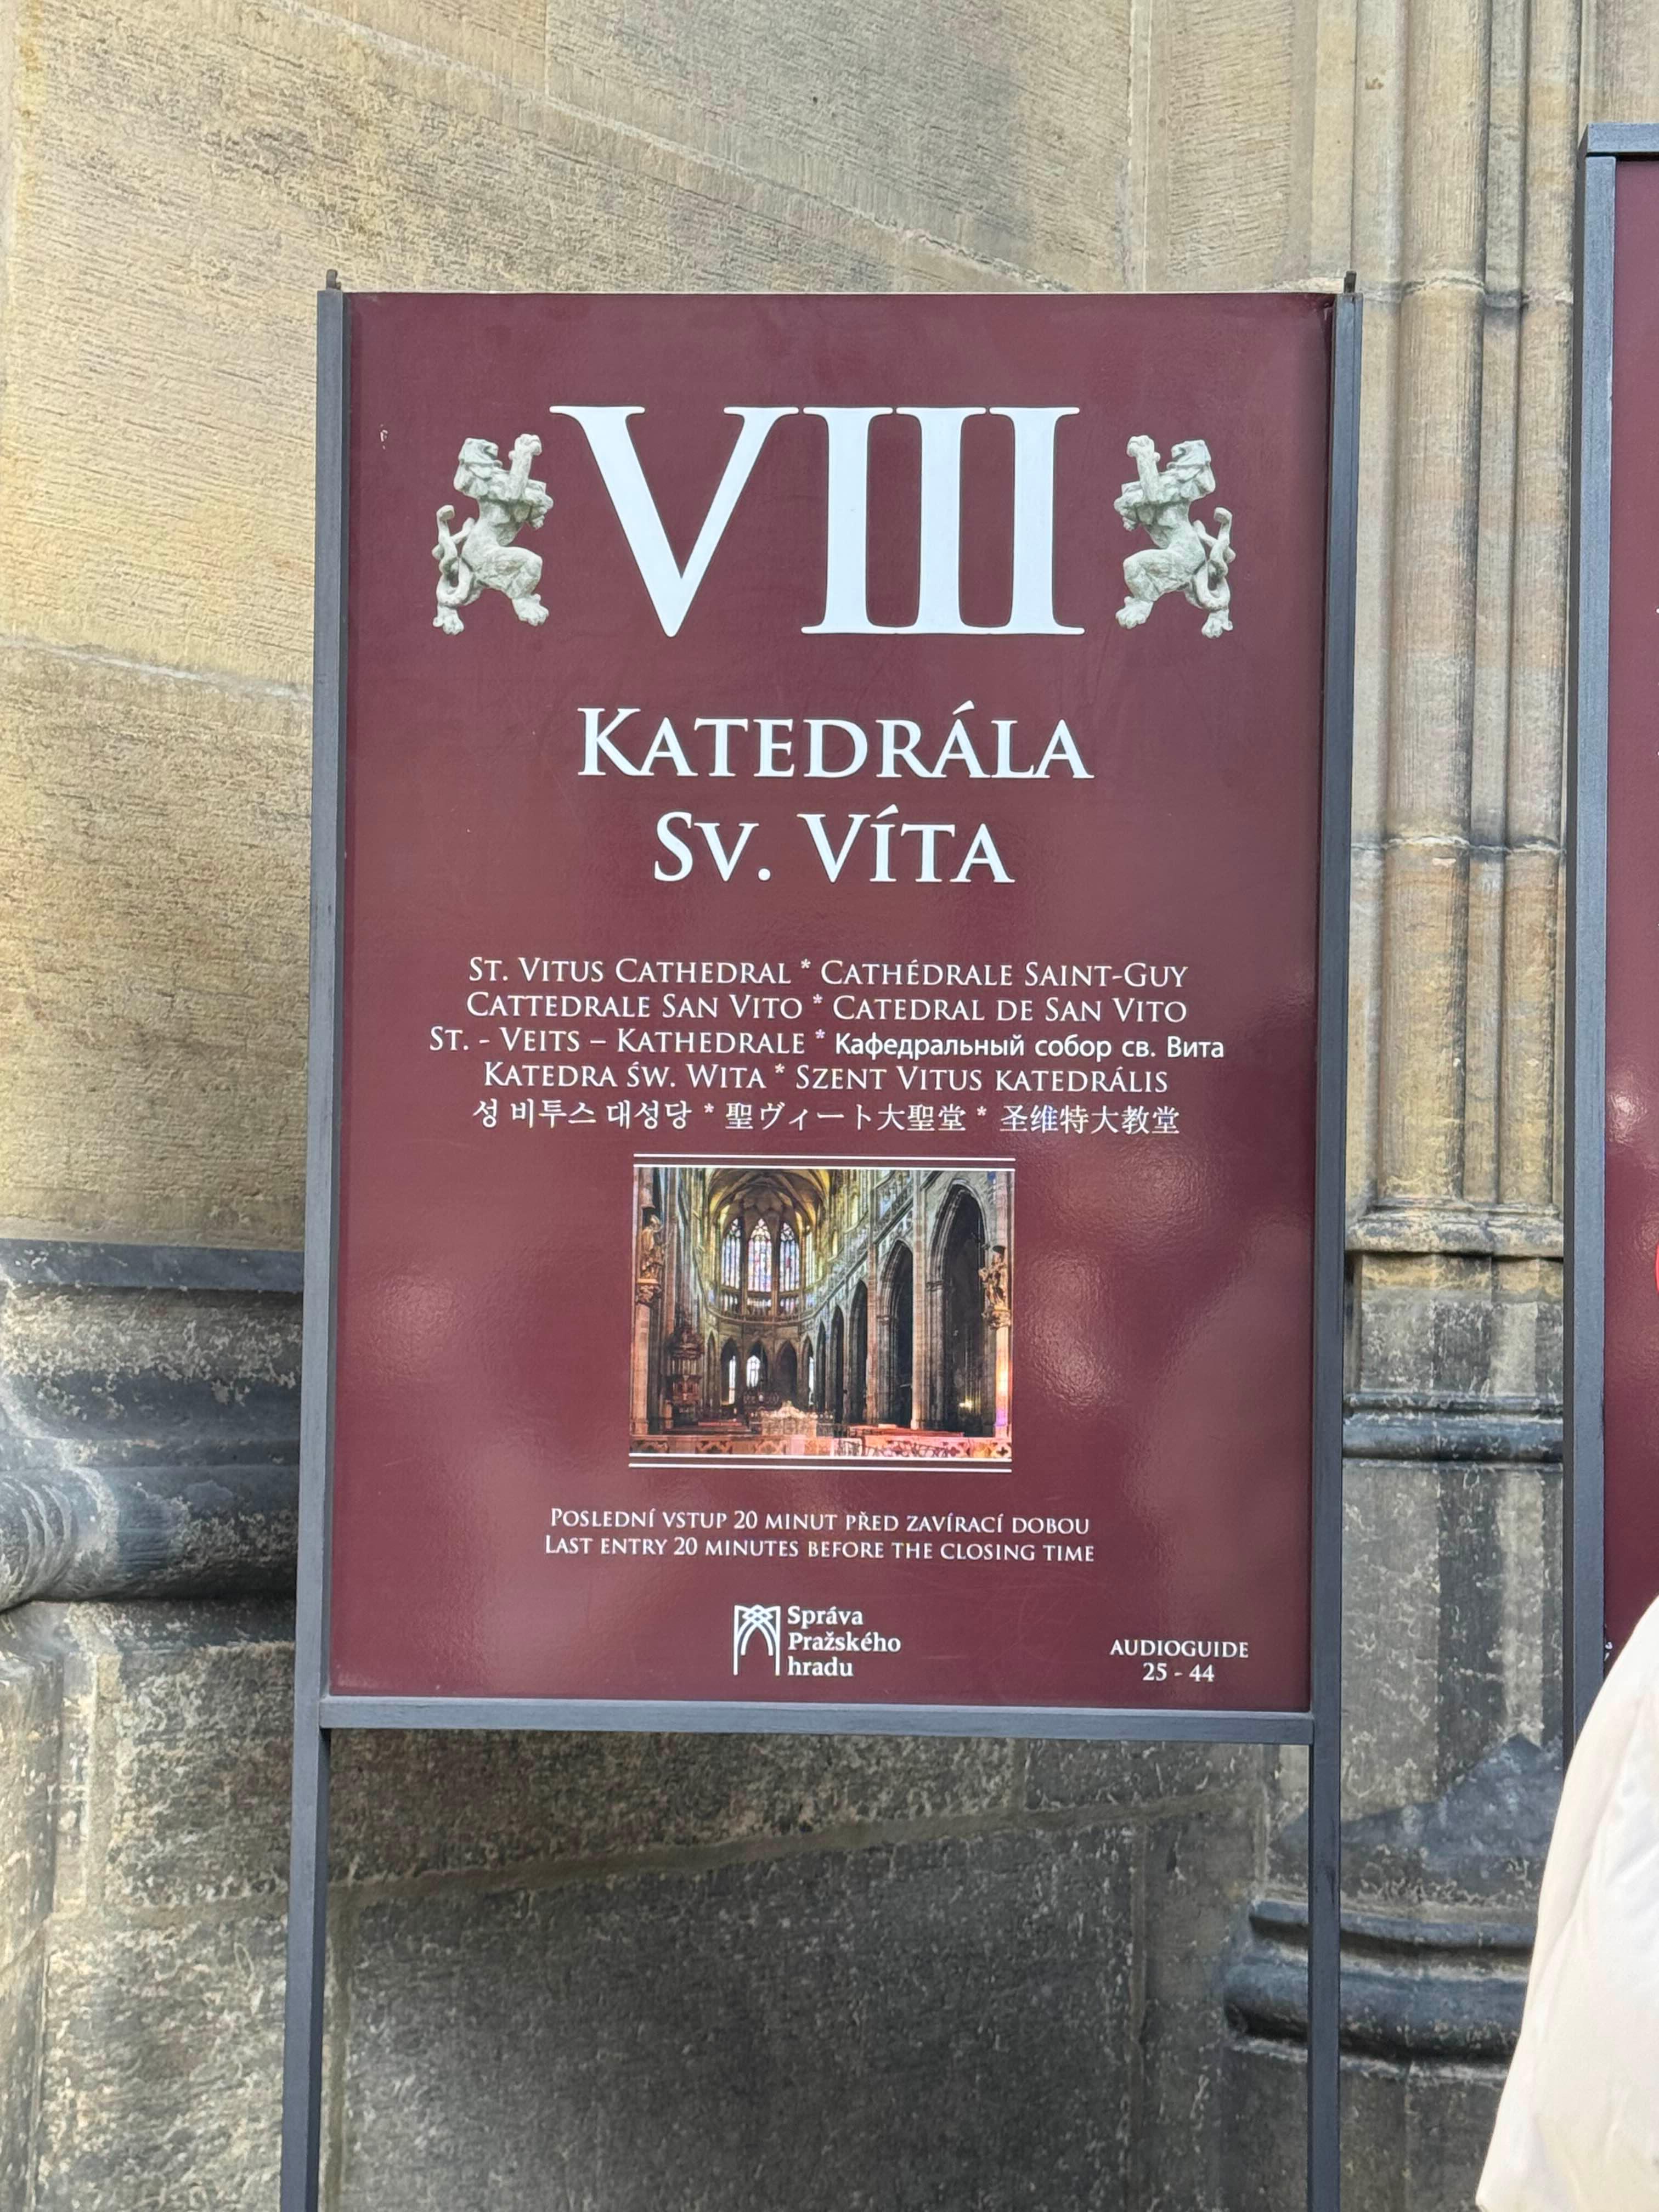 VIII
KATEDRÁLA
SV. VÍTA
ST. VITUS CATHEDRAL * CATHÉDRALE SAINT-GUY
CATTEDRALE SAN VITO * CATEDRAL DE SAN VITO
ST. - VEITS – KATHEDRALE * Кафедральный собор св. Вита
KATEDRA ŚW. WITA * SZENT VITUS KATEDRÁLIS
성 비투스 대성당 * 聖ヴィート大聖堂 * 圣维特大教堂
POSLEDNÍ VSTUP 20 MINUT PŘED ZAVÍRACÍ DOBOU
LAST ENTRY 20 MINUTES BEFORE THE CLOSING TIME
Správa
Pražského
hradu
AUDIOGUIDE
25 - 44